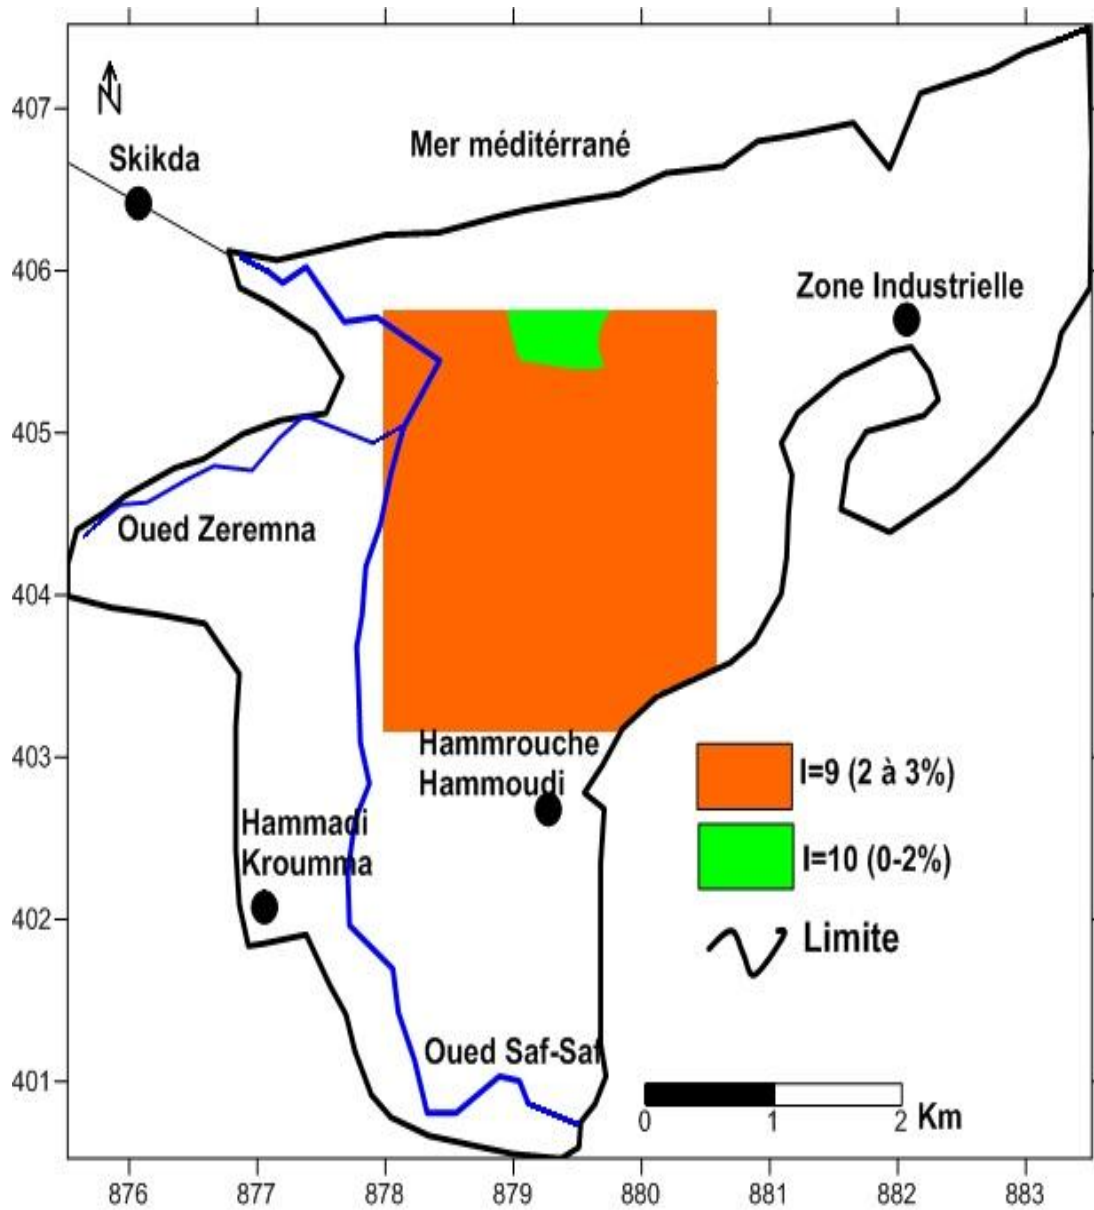 N
407
Mer méditérrané
Skikda
406
Zone Industrielle
405
Oued Zeremna
404
403
Hammrouche
Hammoudi
I=9 (2 à 3%)
Hammadi
Kroumma
I=10 (0-2%)
402
Limite
Oued Saf-Saf
401
0 1 2 Km
876 877 878 879 880 881 882 883